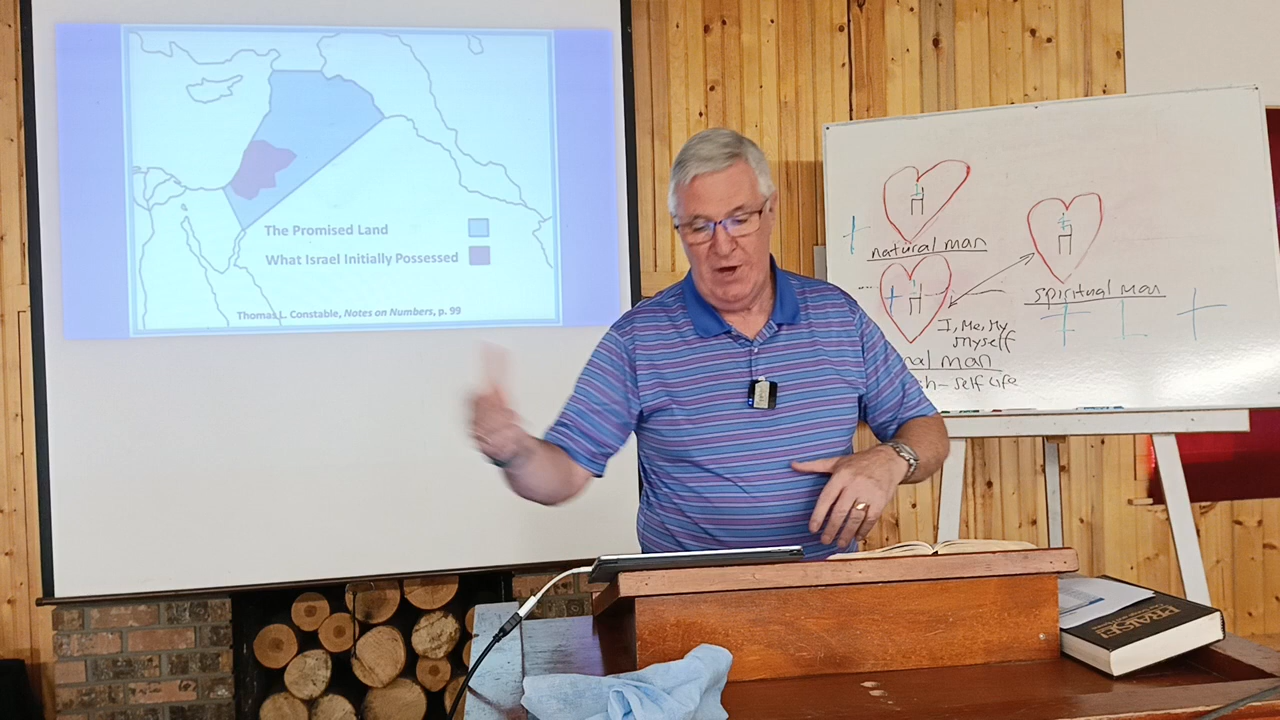 The Promised Land
What Israel Initially Possessed
Thomas L. Constable, Notes on Numbers, p. 99
natural man
spiritual man
I, Me, My
Myself
man
self life
PRAISE!